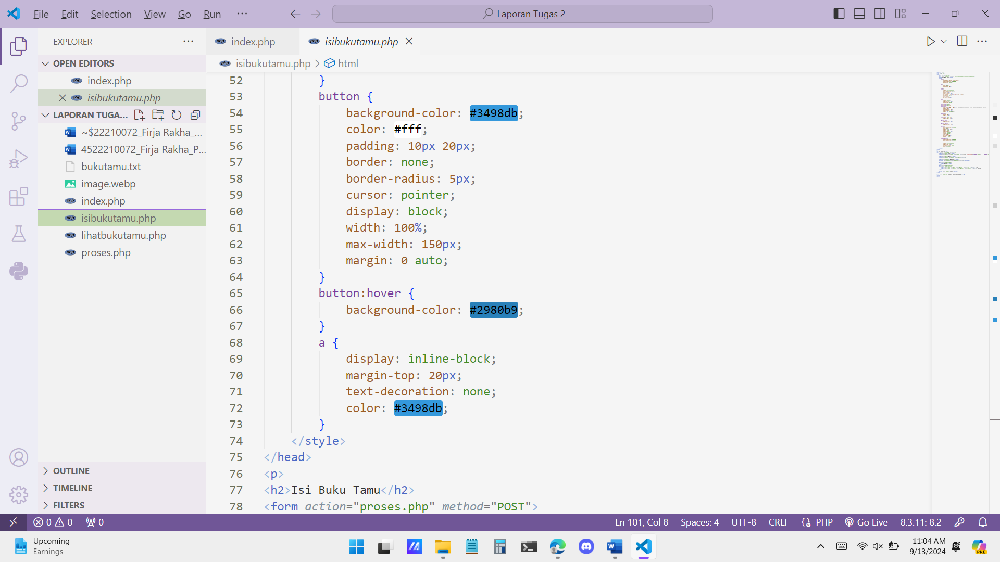 File Edit Selection View Go Run ···
Laporan Tugas 2
EXPLORER ···
index.php
isibukutamu.php
isibukutamu.php > html
OPEN EDITORS
index.php
isibukutamu.php
LAPORAN TUGA...
~$22210072_Firja Rakha_...
4522210072_Firja Rakha_P...
bukutamu.txt
image.webp
index.php
isibukutamu.php
lihatbukutamu.php
proses.php
OUTLINE
TIMELINE
FILTERS
52 }
53 button {
54 background-color: #3498db;
55 color: #fff;
56 padding: 10px 20px;
57 border: none;
58 border-radius: 5px;
59 cursor: pointer;
60 display: block;
61 width: 100%;
62 max-width: 150px;
63 margin: 0 auto;
64 }
65 button:hover {
66 background-color: #2980b9;
67 }
68 a {
69 display: inline-block;
70 margin-top: 20px;
71 text-decoration: none;
72 color: #3498db;
73 }
74 </style>
75 </head>
76 <p>
77 <h2>Isi Buku Tamu</h2>
78 <form action="proses.php" method="POST">
0 0 0
Ln 101, Col 8 Spaces: 4 UTF-8 CRLF PHP Go Live 8.3.11: 8.2
Upcoming
Earnings
11:04 AM
9/13/2024
PRE